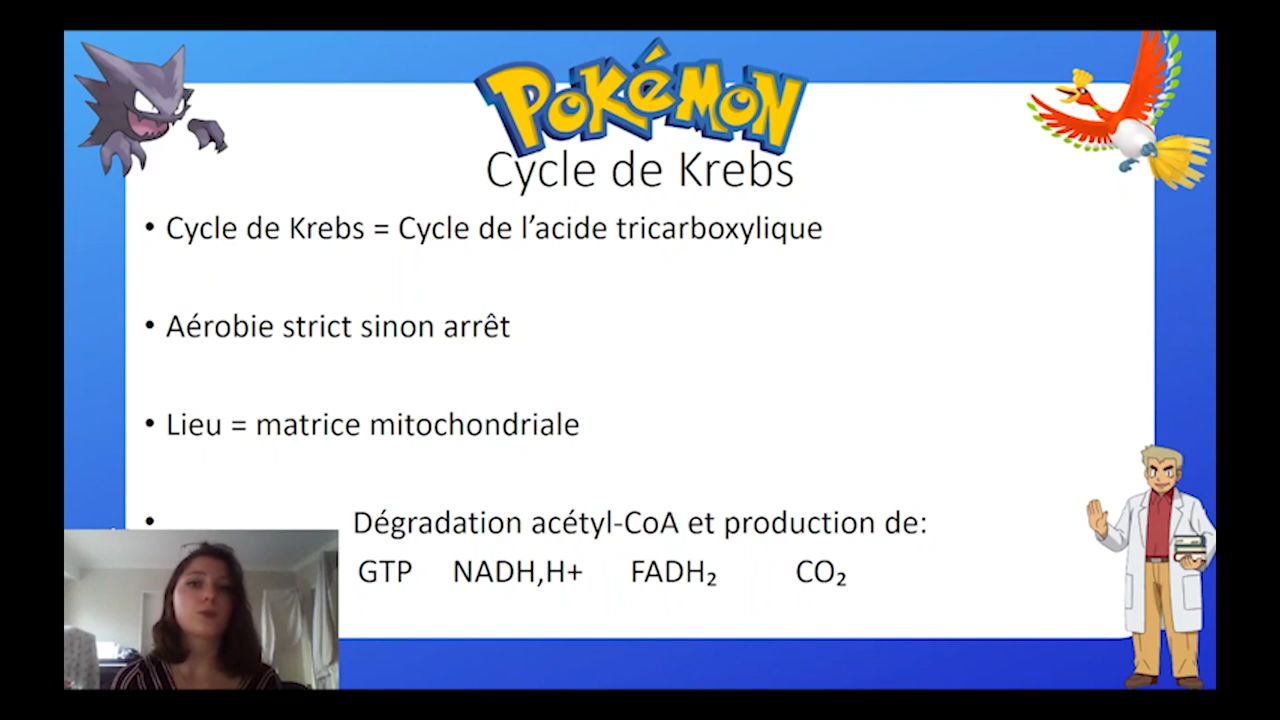 POKéMON
Cycle de Krebs
• Cycle de Krebs = Cycle de l’acide tricarboxylique
• Aérobie strict sinon arrêt
• Lieu = matrice mitochondriale
• Dégradation acétyl-CoA et production de:
GTP NADH,H+ FADH₂ CO₂